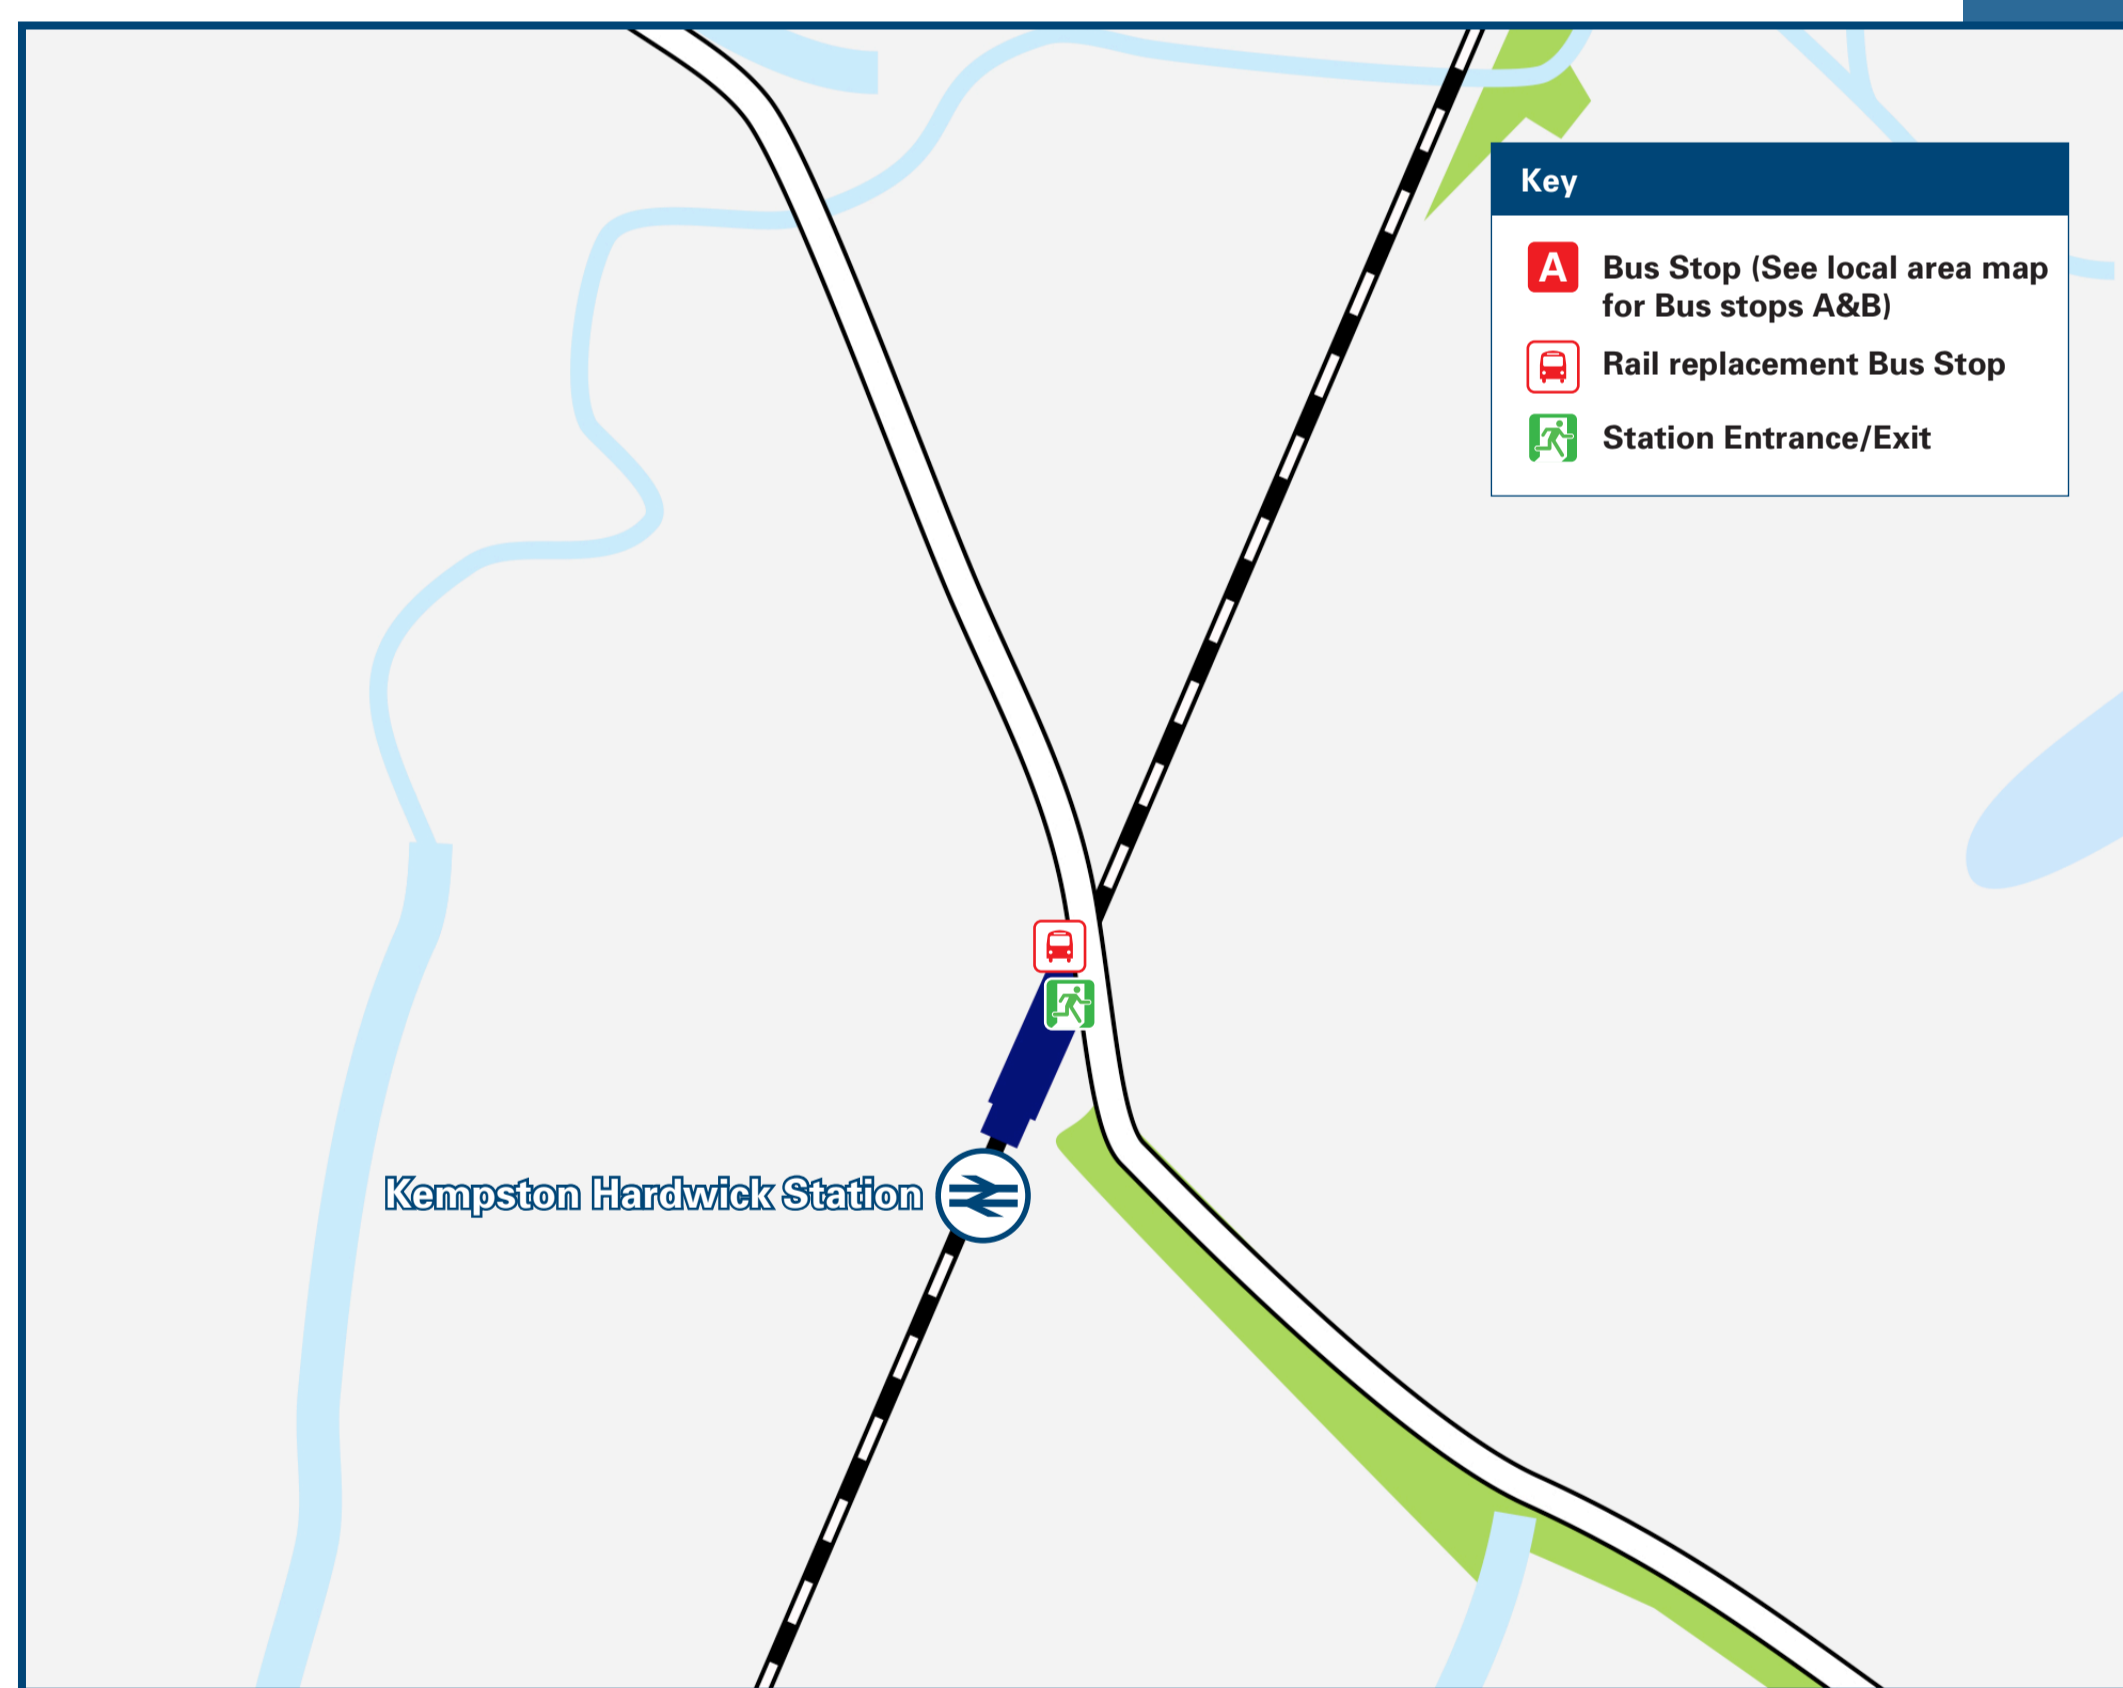 Key
A
Bus Stop (See local area map
for Bus stops A&B)
Rail replacement Bus Stop
Station Entrance/Exit
Kempston Hardwick Station